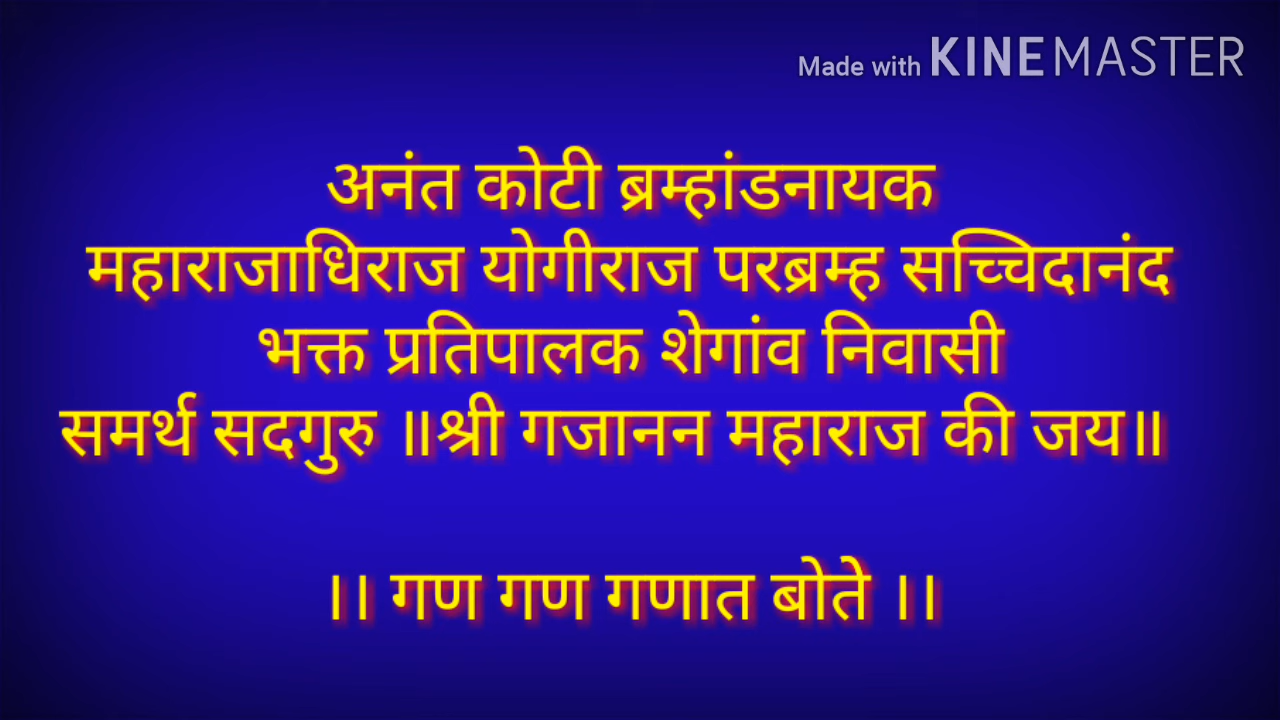 Made with KINEMASTER
अनंत कोटी ब्रम्हांडनायक
महाराजाधिराज योगीराज परब्रम्ह सच्चिदानंद
भक्त प्रतिपालक शेगांव निवासी
समर्थ सदगुरु ॥श्री गजानन महाराज की जय॥
।। गण गण गणात बोते ।।